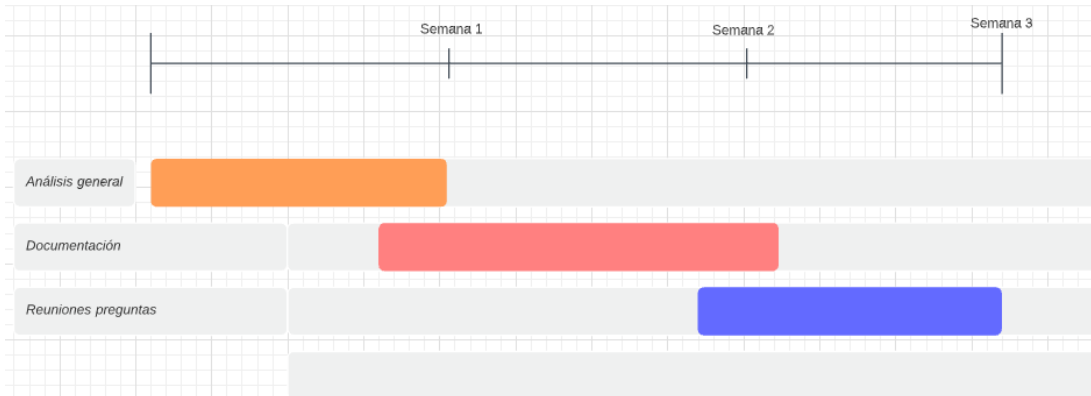 Semana 1
Semana 2
Semana 3
Análisis general
Documentación
Reuniones preguntas